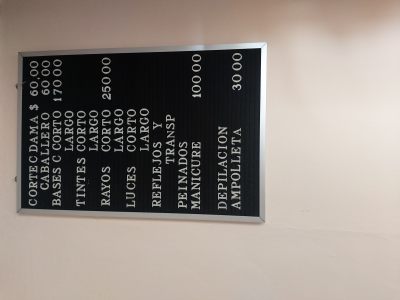 CORTEC DAMA $ 60.00
CABALLERO 60 00
BASES C CORTO 170 00
LARGO
TINTES CORTO
LARGO
RAYOS CORTO 250 00
LARGO
LUCES CORTO
LARGO
REFLEJOS Y
TRANSP
PEINADOS
MANICURE 100 00
DEPILACION
AMPOLLETA 30 00